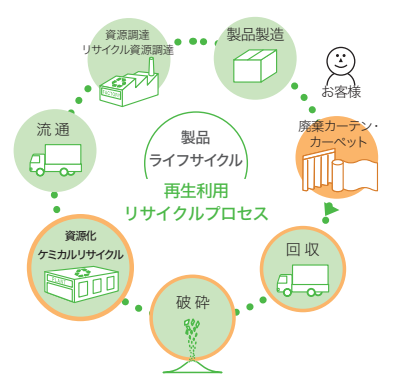 資源調達
リサイクル資源調達
製品製造
お客様
廃棄カーテン・
カーペット
回収
破砕
資源化
ケミカルリサイクル
流通
製品
ライフサイクル
再生利用
リサイクルプロセス